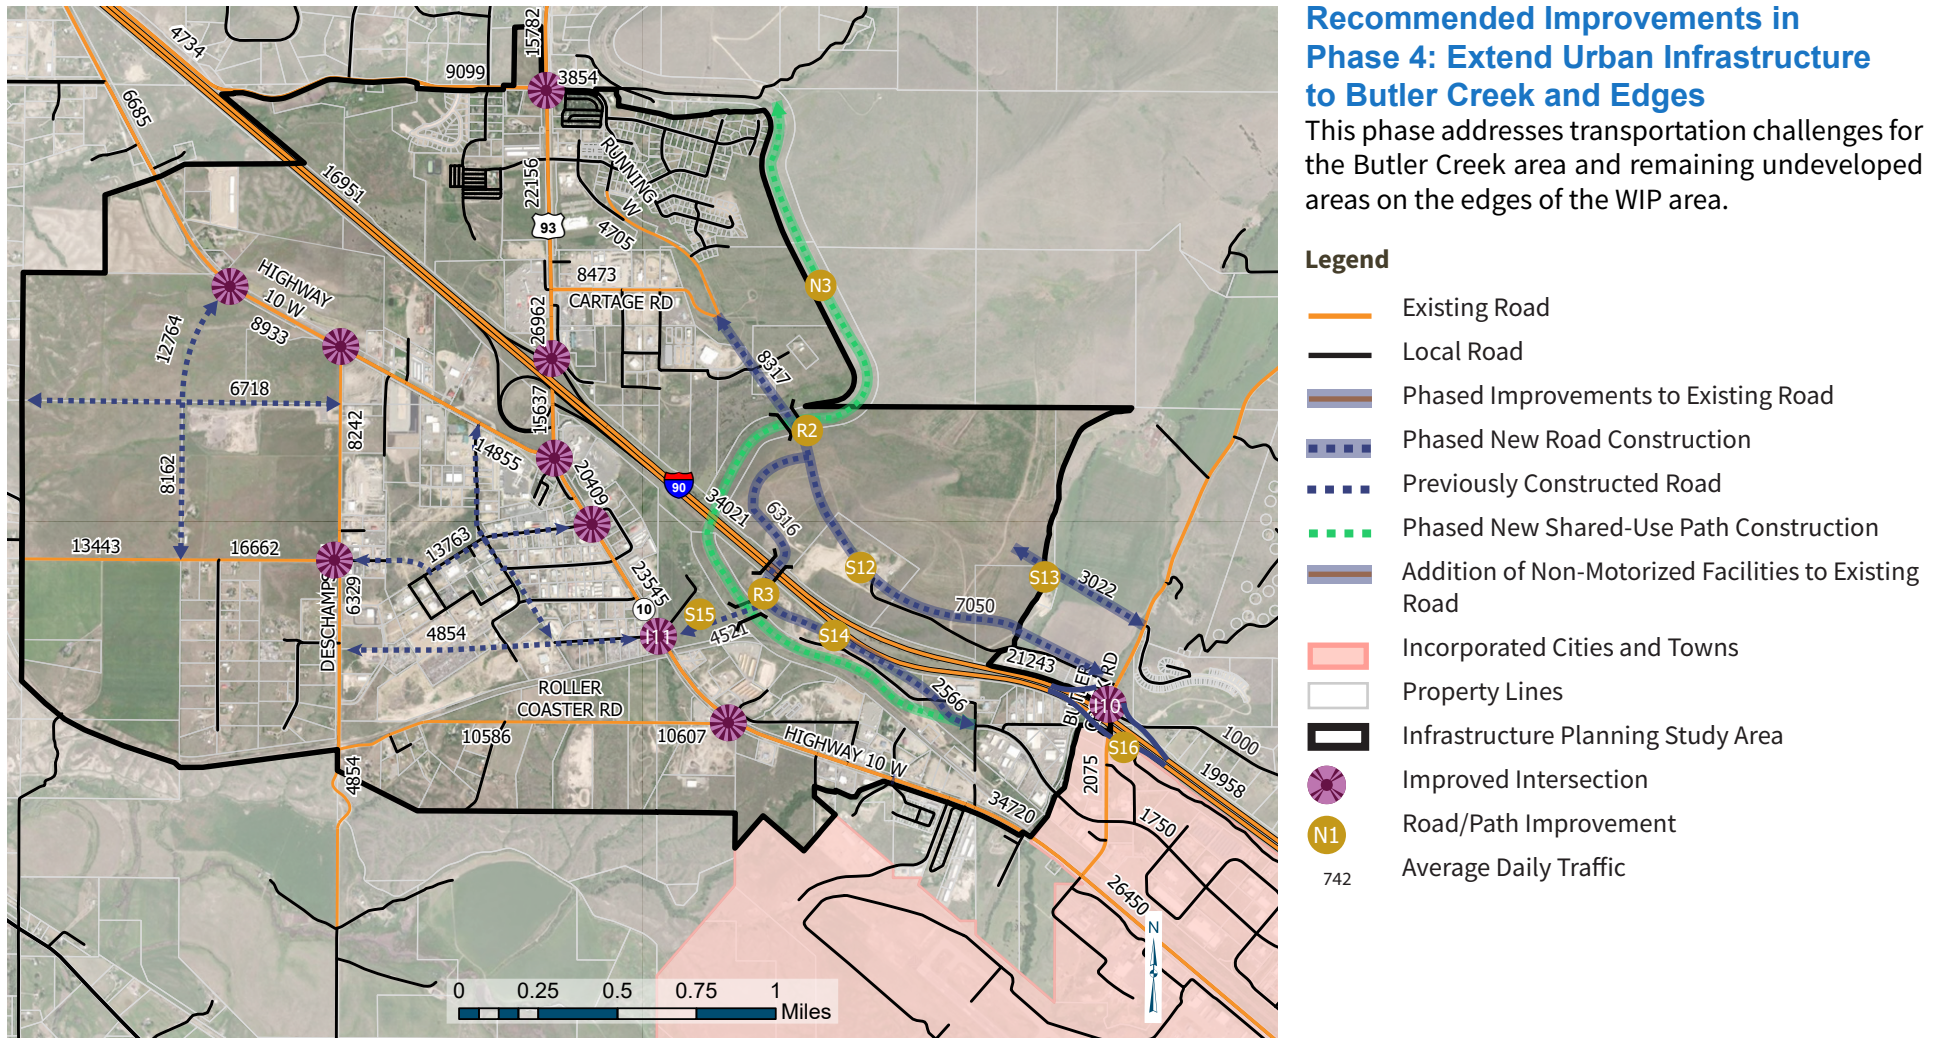 Recommended Improvements in
Phase 4: Extend Urban Infrastructure
to Butler Creek and Edges
This phase addresses transportation challenges for
the Butler Creek area and remaining undeveloped
areas on the edges of the WIP area.
Legend
Existing Road
Local Road
Phased Improvements to Existing Road
Phased New Road Construction
Previously Constructed Road
Phased New Shared-Use Path Construction
Addition of Non-Motorized Facilities to Existing
Road
Incorporated Cities and Towns
Property Lines
Infrastructure Planning Study Area
Improved Intersection
N1
Road/Path Improvement
742
Average Daily Traffic
4734
9099
15782
3854
6685
16951
22156
RUNNING
W
93
4705
8473
CARTAGE RD
N3
HIGHWAY
10 W
12764
8933
26962
8317
6718
8242
15637
R2
14855
8162
20409
90
34021
6316
13443
16662
13763
S12
S13
3022
6329
23545
R3
7050
10
S15
4521
S14
4854
I11
DESCHAMPS
21243
BUTLER
CREEK RD
ROLLER
COASTER RD
2566
I10
10586
10607
HIGHWAY 10 W
S16
1000
4854
2075
19958
34720
1750
26450
N
0
0.25
0.5
0.75
1
Miles